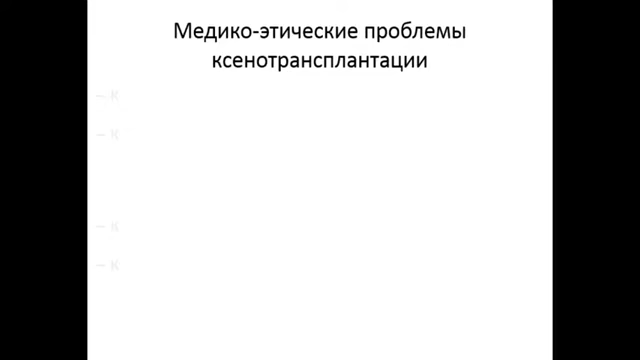 Медико-этические проблемы
ксенотрансплантации
– К
– К
– К
– К